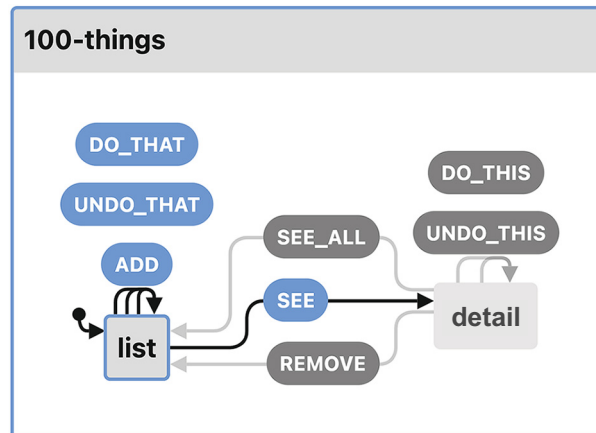 100-things
DO_THAT
DO_THIS
UNDO_THAT
UNDO_THIS
SEE_ALL
ADD
SEE
detail
list
REMOVE